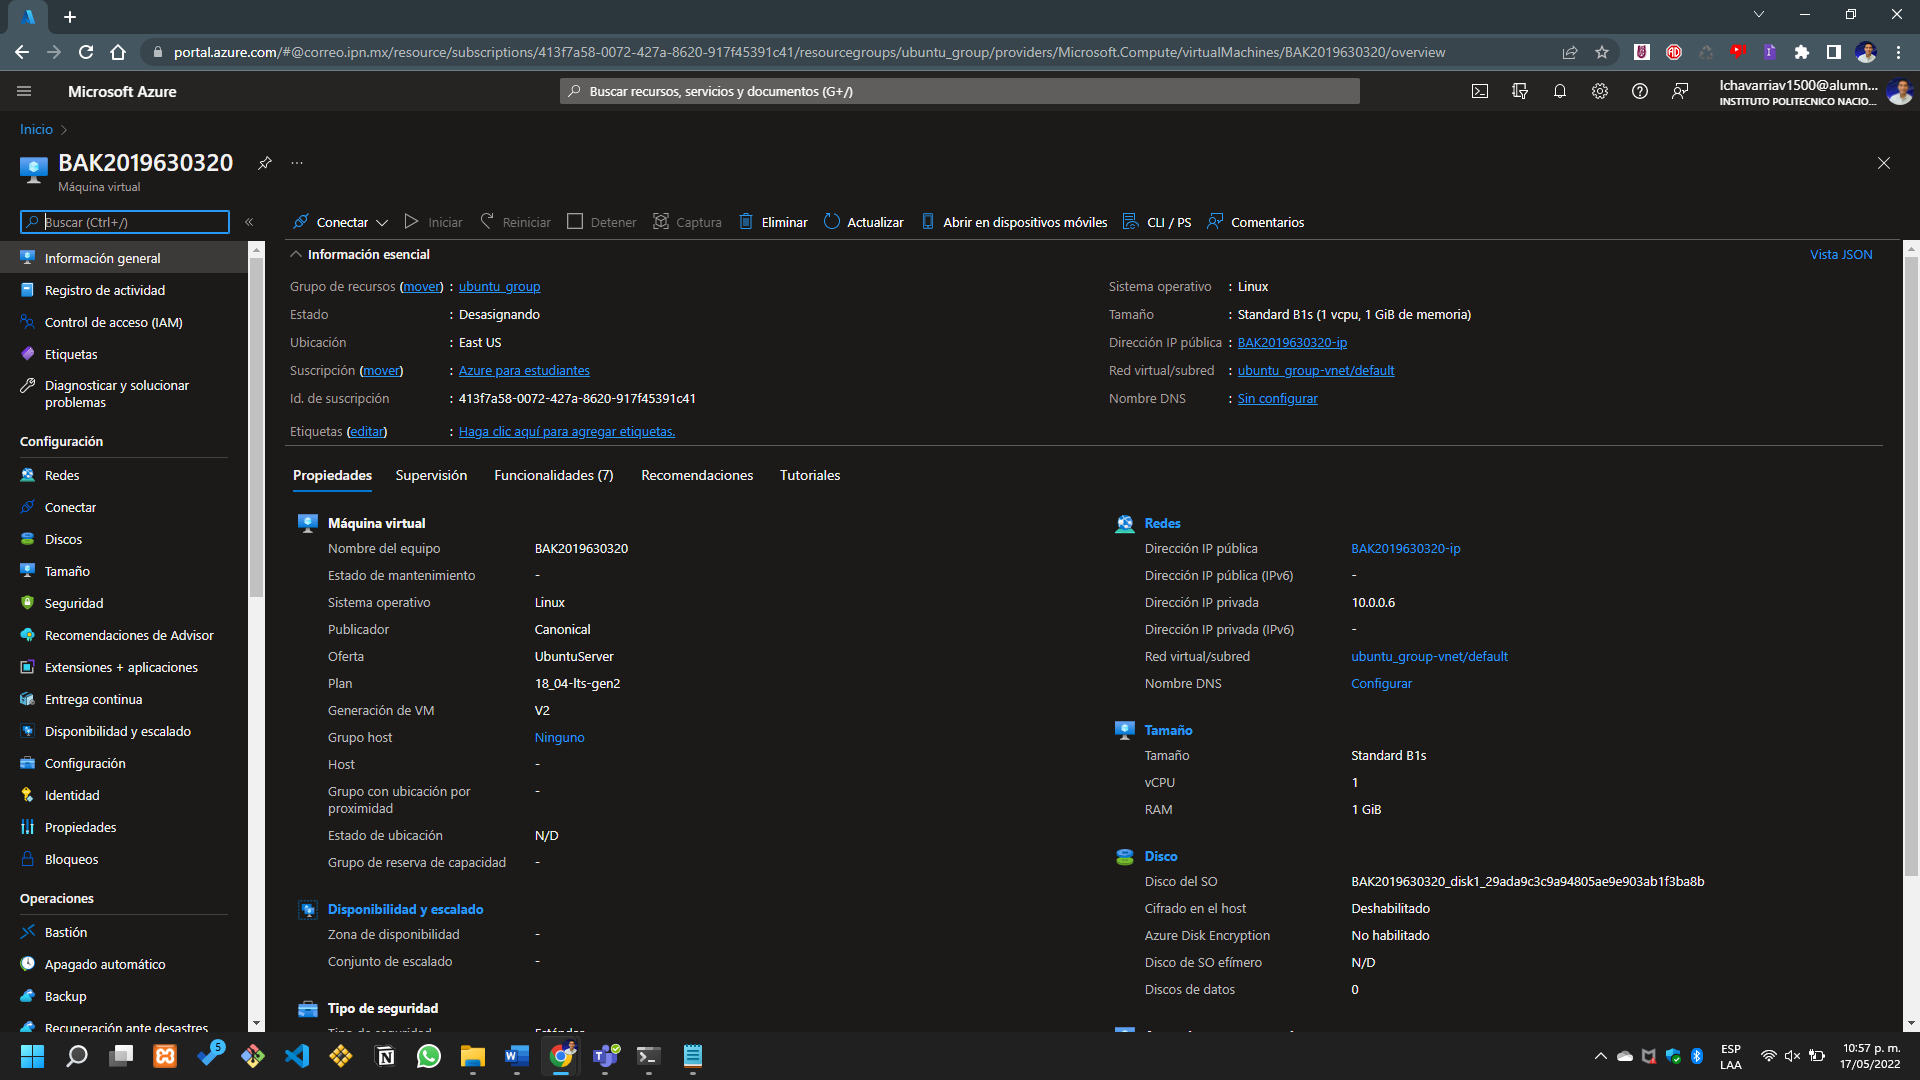 portal.azure.com/#@correo.ipn.mx/resource/subscriptions/413f7a58-0072-427a-8620-917f45391c41/resourcegroups/ubuntu_group/providers/Microsoft.Compute/virtualMachines/BAK2019630320/overview
Microsoft Azure
Buscar recursos, servicios y documentos (G+/)
lchavarriav1500@alumn...
INSTITUTO POLITECNICO NACIO...
Inicio
BAK2019630320
Máquina virtual
Buscar (Ctrl+/)
Conectar Iniciar Reiniciar Detener Captura Eliminar Actualizar Abrir en dispositivos móviles CLI / PS Comentarios
Información general
Registro de actividad
Control de acceso (IAM)
Etiquetas
Diagnosticar y solucionar
problemas
Configuración
Redes
Conectar
Discos
Tamaño
Seguridad
Recomendaciones de Advisor
Extensiones + aplicaciones
Entrega continua
Disponibilidad y escalado
Configuración
Identidad
Propiedades
Bloqueos
Operaciones
Bastión
Apagado automático
Backup
Recuperación ante desastres
Información esencial
Vista JSON
Grupo de recursos (mover) : ubuntu_group
Estado : Desasignando
Ubicación : East US
Suscripción (mover) : Azure para estudiantes
Id. de suscripción : 413f7a58-0072-427a-8620-917f45391c41
Etiquetas (editar) : Haga clic aquí para agregar etiquetas.
Sistema operativo : Linux
Tamaño : Standard B1s (1 vcpu, 1 GiB de memoria)
Dirección IP pública : BAK2019630320-ip
Red virtual/subred : ubuntu_group-vnet/default
Nombre DNS : Sin configurar
Propiedades Supervisión Funcionalidades (7) Recomendaciones Tutoriales
Máquina virtual
Nombre del equipo BAK2019630320
Estado de mantenimiento -
Sistema operativo Linux
Publicador Canonical
Oferta UbuntuServer
Plan 18_04-lts-gen2
Generación de VM V2
Grupo host Ninguno
Host -
Grupo con ubicación por -
proximidad
Estado de ubicación N/D
Grupo de reserva de capacidad -
Disponibilidad y escalado
Zona de disponibilidad -
Conjunto de escalado -
Tipo de seguridad
Tipo de seguridad Estándar
Redes
Dirección IP pública BAK2019630320-ip
Dirección IP pública (IPv6) -
Dirección IP privada 10.0.0.6
Dirección IP privada (IPv6) -
Red virtual/subred ubuntu_group-vnet/default
Nombre DNS Configurar
Tamaño
Tamaño Standard B1s
vCPU 1
RAM 1 GiB
Disco
Disco del SO BAK2019630320_disk1_29ada9c3c9a94805ae9e903ab1f3ba8b
Cifrado en el host Deshabilitado
Azure Disk Encryption No habilitado
Disco de SO efímero N/D
Discos de datos 0
5
ESP
LAA
10:57 p. m.
17/05/2022